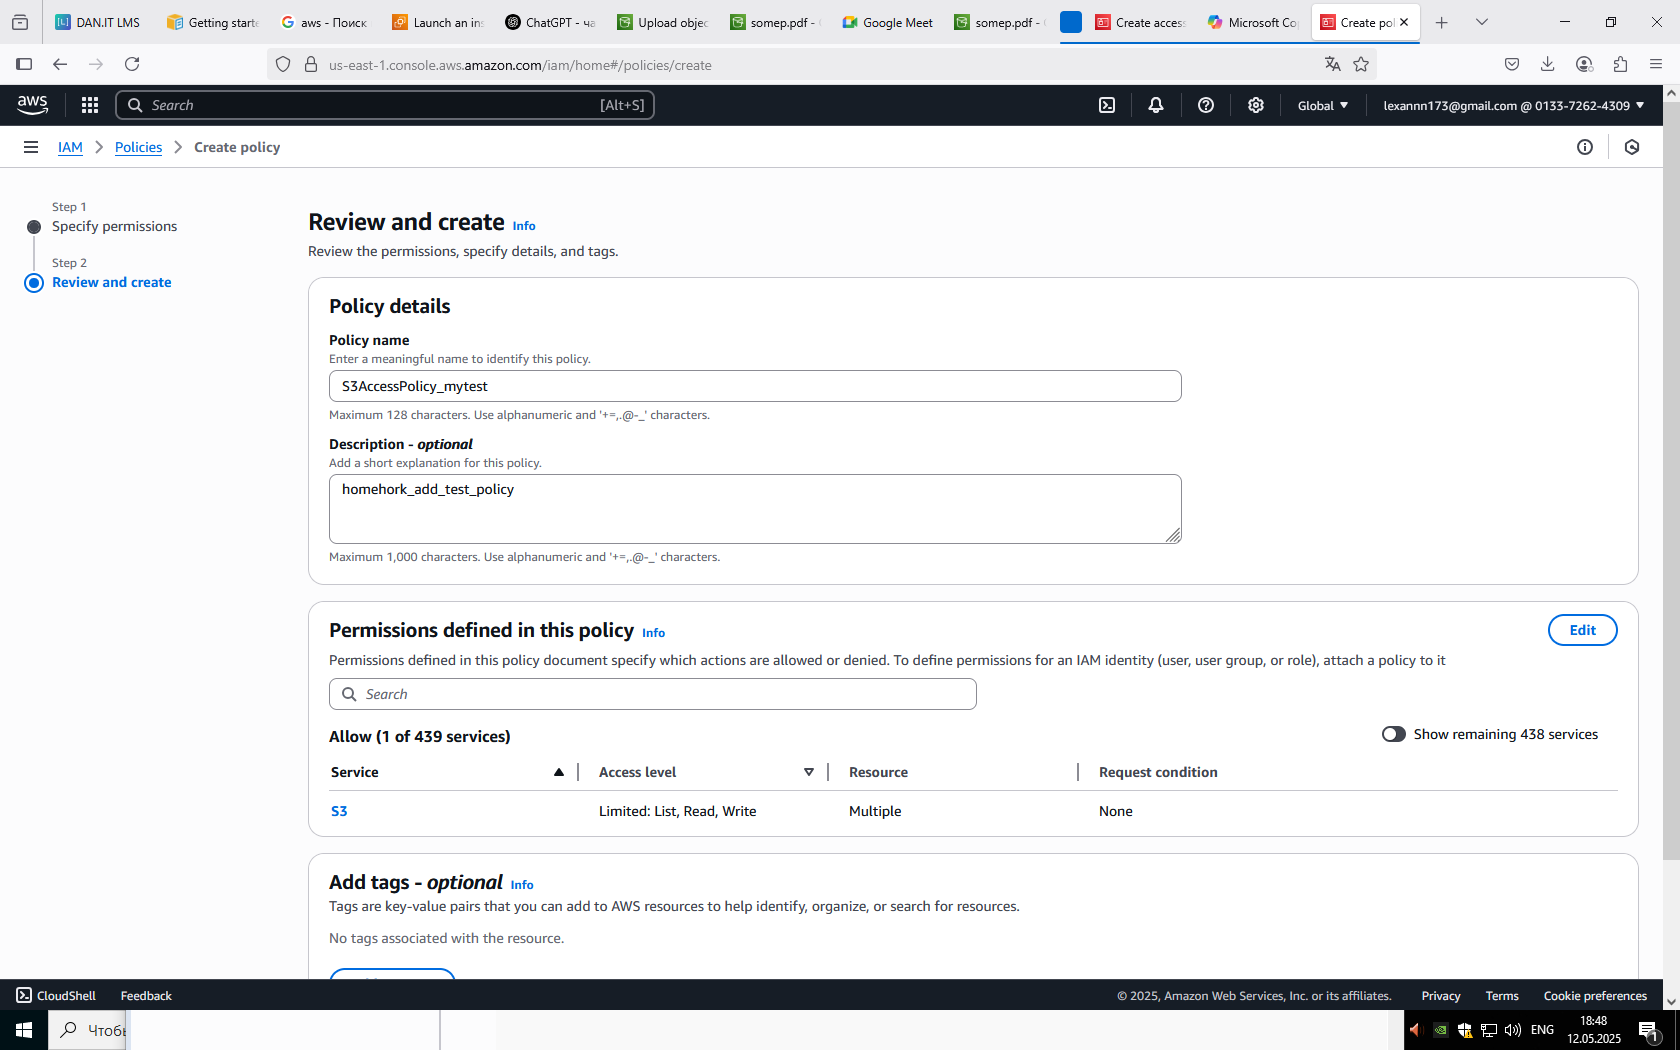 DAN.IT LMS
Getting starte
aws - Поиск
Launch an ins
ChatGPT - ча
Upload objec
somep.pdf -
Google Meet
somep.pdf -
Create access
Microsoft Co
Create pol
us-east-1.console.aws.amazon.com/iam/home#/policies/create
aws
Search
[Alt+S]
Global
lexannn173@gmail.com @ 0133-7262-4309
IAM
Policies
Create policy
Step 1
Specify permissions
Step 2
Review and create
Review and create Info
Review the permissions, specify details, and tags.
Policy details
Policy name
Enter a meaningful name to identify this policy.
S3AccessPolicy_mytest
Maximum 128 characters. Use alphanumeric and '+=,.@-_' characters.
Description - optional
Add a short explanation for this policy.
homehork_add_test_policy
Maximum 1,000 characters. Use alphanumeric and '+=,.@-_' characters.
Permissions defined in this policy Info
Edit
Permissions defined in this policy document specify which actions are allowed or denied. To define permissions for an IAM identity (user, user group, or role), attach a policy to it
Search
Allow (1 of 439 services)
Show remaining 438 services
Service
Access level
Resource
Request condition
S3
Limited: List, Read, Write
Multiple
None
Add tags - optional Info
Tags are key-value pairs that you can add to AWS resources to help identify, organize, or search for resources.
No tags associated with the resource.
CloudShell
Feedback
© 2025, Amazon Web Services, Inc. or its affiliates.
Privacy
Terms
Cookie preferences
Чтобы
ENG
18:48
12.05.2025
1